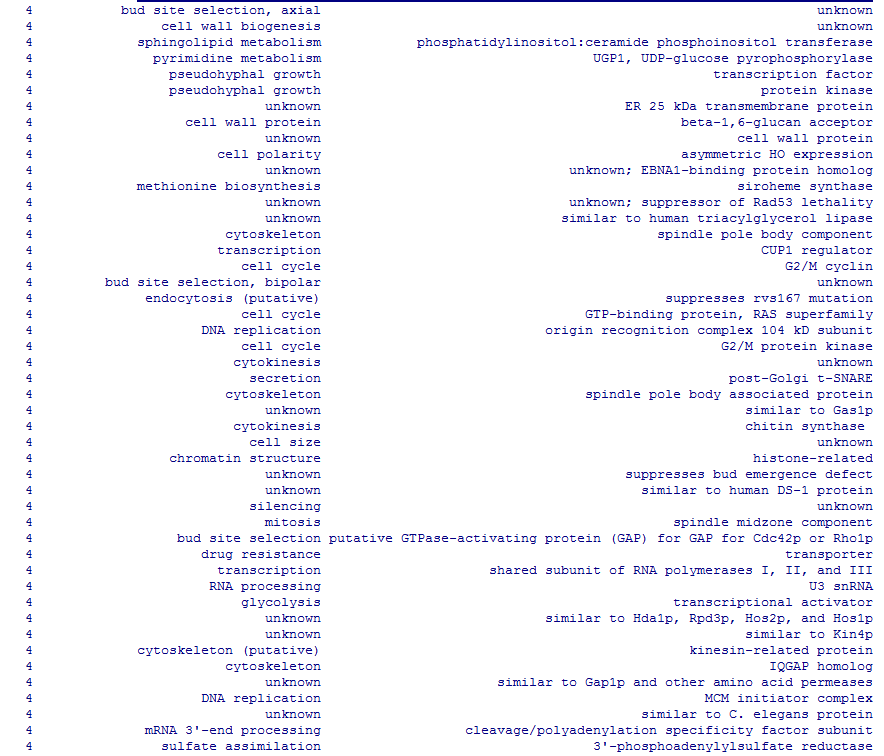 4 bud site selection, axial unknown
4 cell wall biogenesis unknown
4 sphingolipid metabolism phosphatidylinositol:ceramide phosphoinositol transferase
4 pyrimidine metabolism UGP1, UDP-glucose pyrophosphorylase
4 pseudohyphal growth transcription factor
4 pseudohyphal growth protein kinase
4 unknown ER 25 kDa transmembrane protein
4 cell wall protein beta-1,6-glucan acceptor
4 unknown cell wall protein
4 cell polarity asymmetric HO expression
4 unknown unknown; EBNA1-binding protein homolog
4 methionine biosynthesis siroheme synthase
4 unknown unknown; suppressor of Rad53 lethality
4 unknown similar to human triacylglycerol lipase
4 cytoskeleton spindle pole body component
4 transcription CUP1 regulator
4 cell cycle G2/M cyclin
4 bud site selection, bipolar unknown
4 endocytosis (putative) suppresses rvs167 mutation
4 cell cycle GTP-binding protein, RAS superfamily
4 DNA replication origin recognition complex 104 kD subunit
4 cell cycle G2/M protein kinase
4 cytokinesis unknown
4 secretion post-Golgi t-SNARE
4 cytoskeleton spindle pole body associated protein
4 unknown similar to Gas1p
4 cytokinesis chitin synthase
4 cell size unknown
4 chromatin structure histone-related
4 unknown suppresses bud emergence defect
4 unknown similar to human DS-1 protein
4 silencing unknown
4 mitosis spindle midzone component
4 bud site selection putative GTPase-activating protein (GAP) for GAP for Cdc42p or Rho1p
4 drug resistance transporter
4 transcription shared subunit of RNA polymerases I, II, and III
4 RNA processing U3 snRNA
4 glycolysis transcriptional activator
4 unknown similar to Hda1p, Rpd3p, Hos2p, and Hos1p
4 unknown similar to Kin4p
4 cytoskeleton (putative) kinesin-related protein
4 cytoskeleton IQGAP homolog
4 unknown similar to Gap1p and other amino acid permeases
4 DNA replication MCM initiator complex
4 unknown similar to C. elegans protein
4 mRNA 3'-end processing cleavage/polyadenylation specificity factor subunit
4 sulfate assimilation 3'-phosphoadenylylsulfate reductase